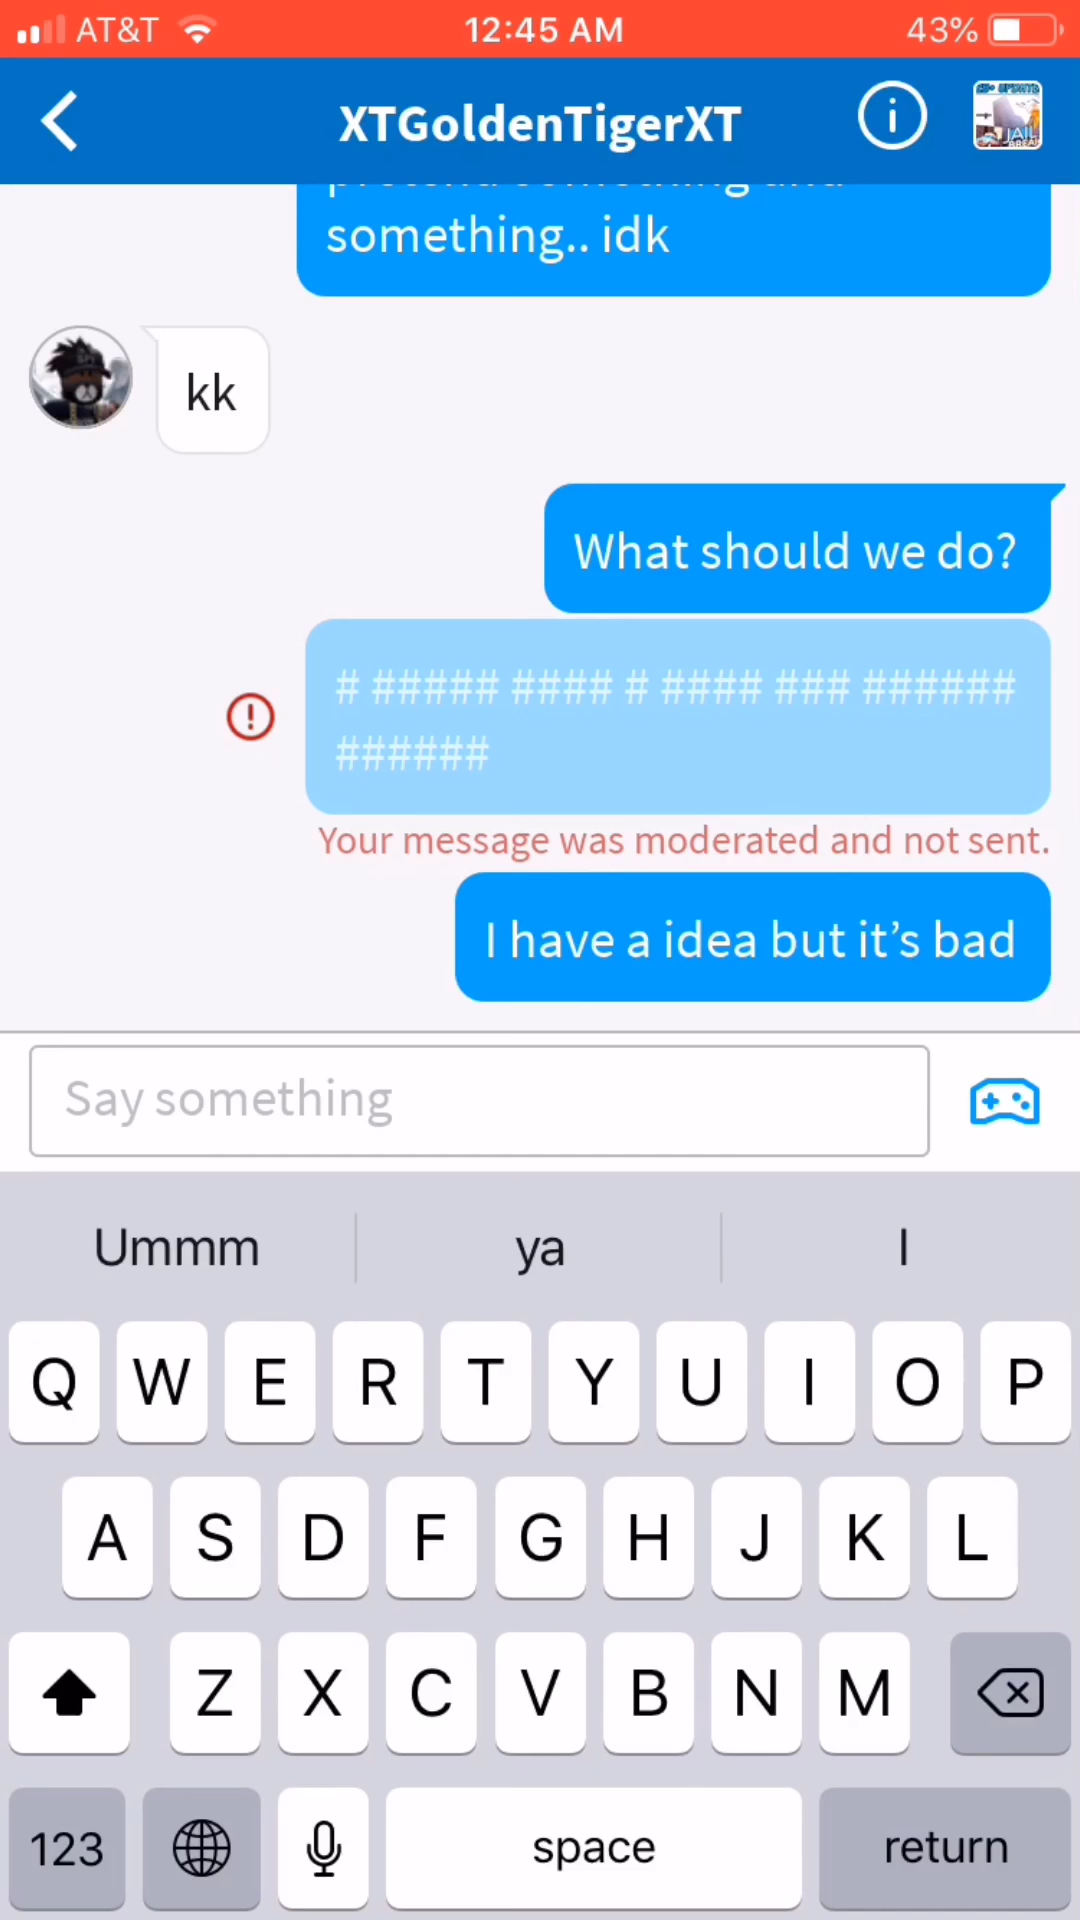 AT&T
12:45 AM
43%
XTGoldenTigerXT
JAIL
something.. idk
kk
What should we do?
# ##### #### # #### ### ######
######
Your message was moderated and not sent.
I have a idea but it’s bad
Say something
Ummm ya I
Q W E R T Y U I O P
A S D F G H J K L
Z X C V B N M
123 space return